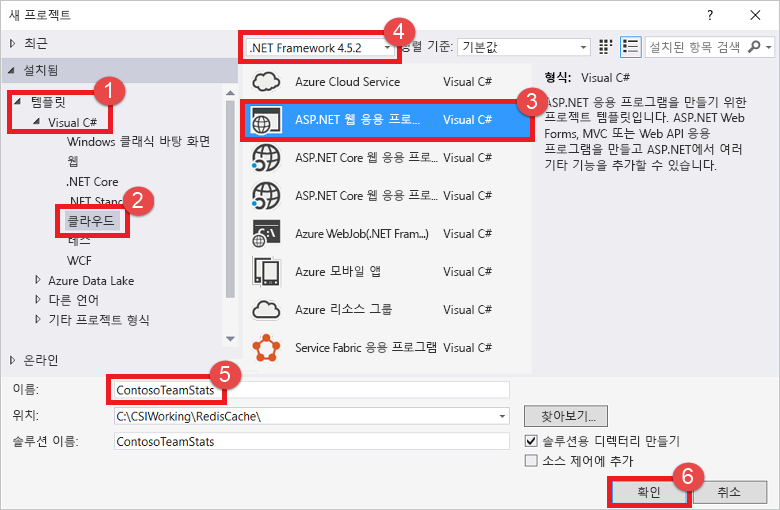 새 프로젝트
? ×
▷ 최근
.NET Framework 4.5.2
4
정렬 기준:
기본값
설치된 항목 검색
설치됨
템플릿
1
Visual C#
Windows 클래식 바탕 화면
웹
.NET Core
.NET Stand
2
클라우드
테스
WCF
Azure Data Lake
다른 언어
기타 프로젝트 형식
온라인
Azure Cloud Service Visual C#
3
ASP.NET 웹 응용 프로... Visual C#
ASP.NET Core 웹 응용 프로... Visual C#
ASP.NET Core 웹 응용 프로... Visual C#
Azure WebJob(.NET Fram...) Visual C#
Azure 모바일 앱 Visual C#
Azure 리소스 그룹 Visual C#
Service Fabric 응용 프로그램 Visual C#
형식: Visual C#
ASP.NET 응용 프로그램을 만들기 위한
프로젝트 템플릿입니다. ASP.NET Web
Forms, MVC 또는 Web API 응용
프로그램을 만들고 ASP.NET에서 여러
기타 기능을 추가할 수 있습니다.
5
이름: ContosoTeamStats
위치: C:\CSIWorking\RedisCache\
찾아보기...
솔루션 이름: ContosoTeamStats
솔루션용 디렉터리 만들기
소스 제어에 추가
6
확인
취소